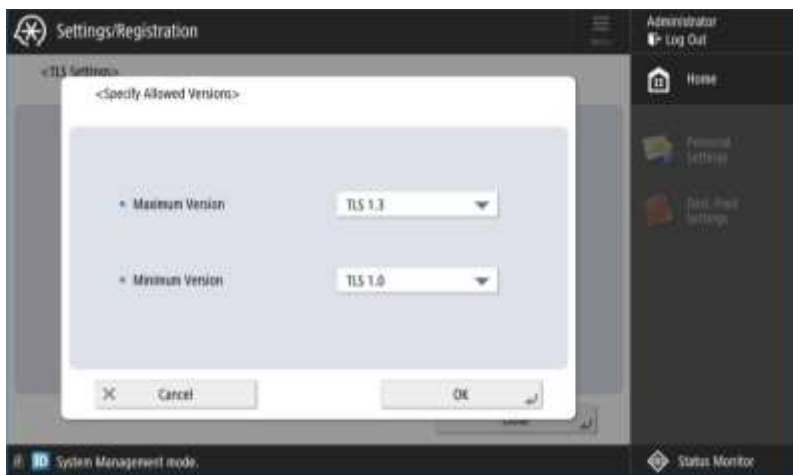 Settings/Registration
Administrator
Log Out
<TLS Settings>
Home
<Specify Allowed Versions>
Personal
Settings
Maximum Version
TLS 1.3
Minimum Version
TLS 1.0
Cancel
OK
System Management mode.
Status Monitor